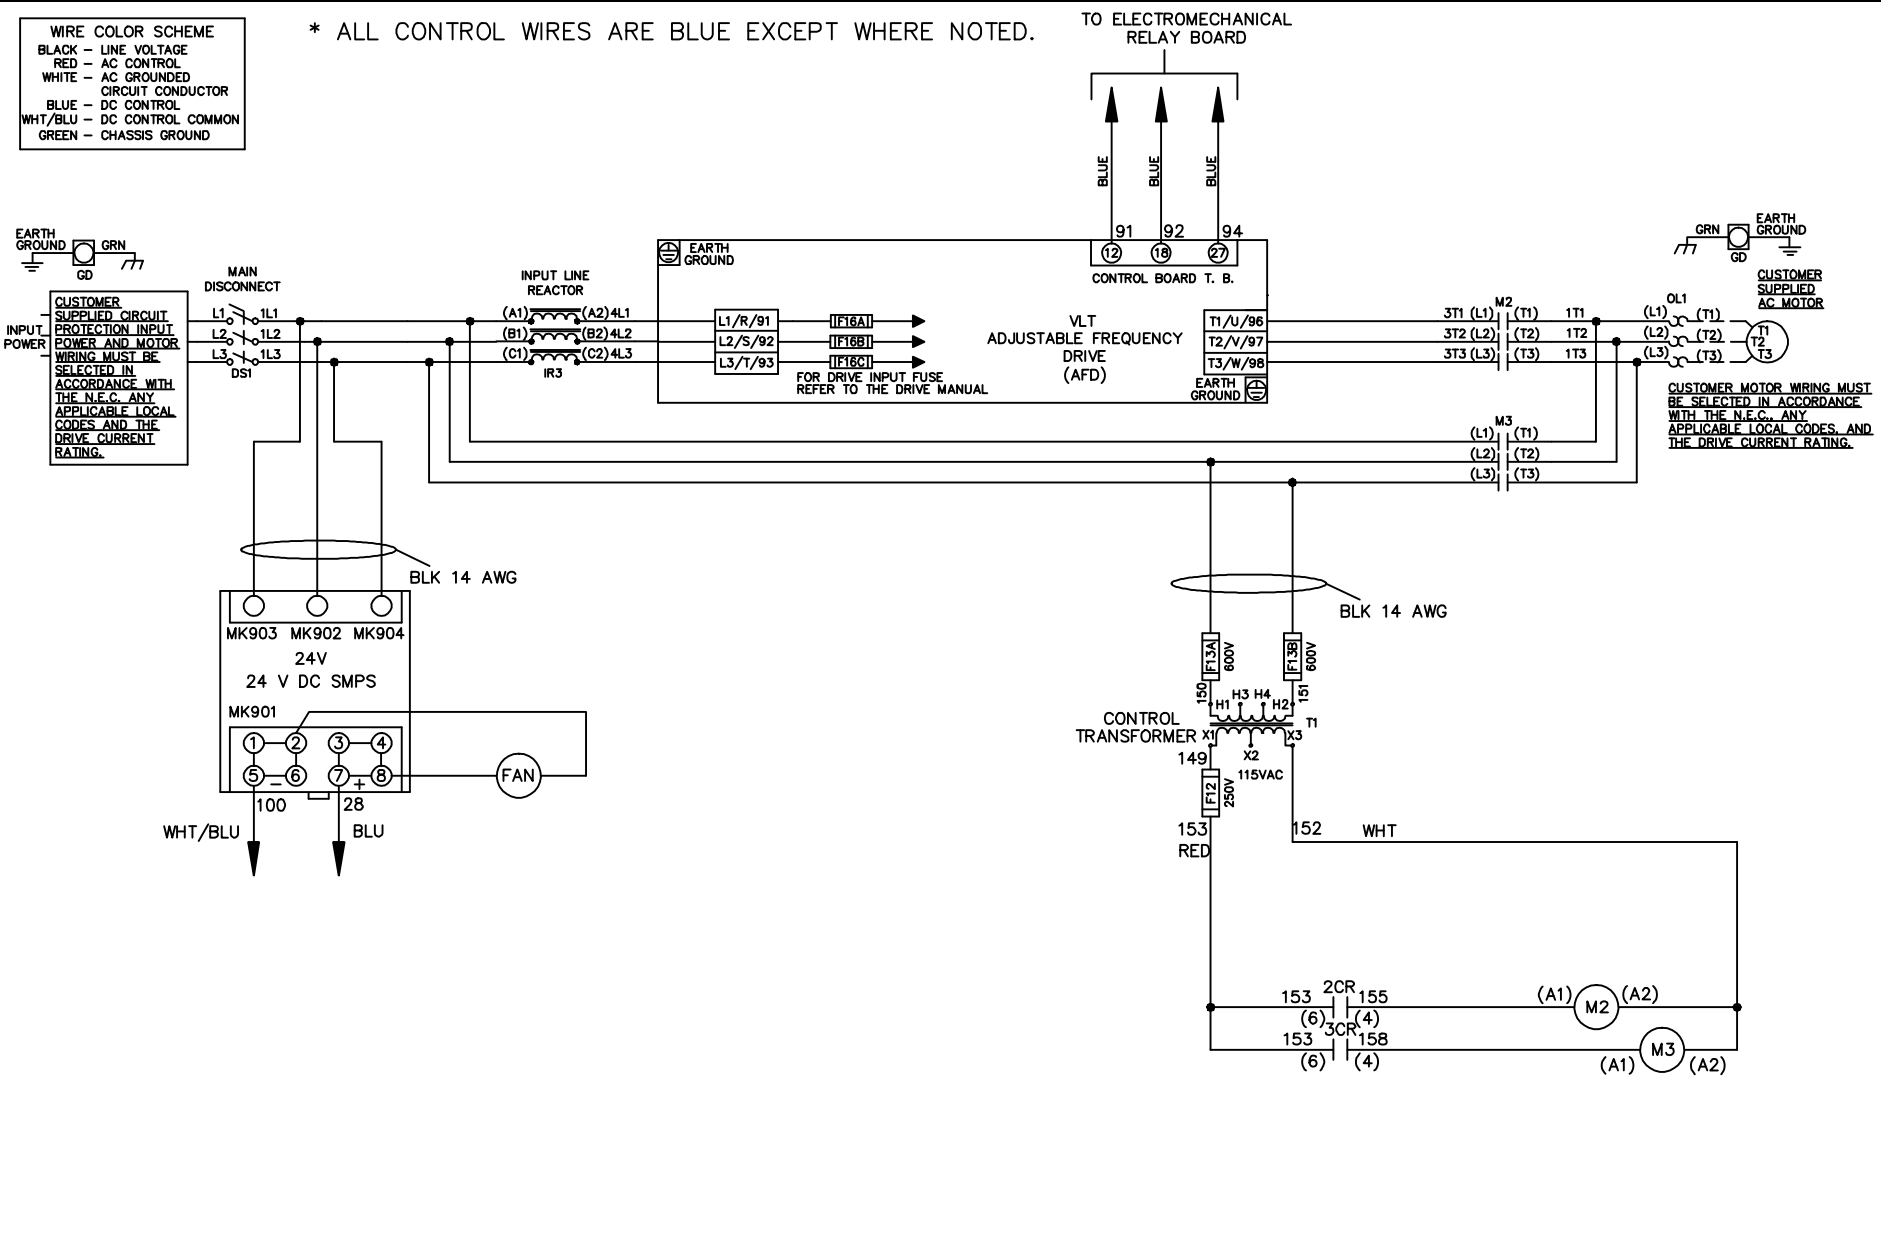 WIRE COLOR SCHEME
BLACK – LINE VOLTAGE
RED – AC CONTROL
WHITE – AC GROUNDED
CIRCUIT CONDUCTOR
BLUE – DC CONTROL
WHT/BLU – DC CONTROL COMMON
GREEN – CHASSIS GROUND
* ALL CONTROL WIRES ARE BLUE EXCEPT WHERE NOTED.
TO ELECTROMECHANICAL
RELAY BOARD
BLUE
BLUE
BLUE
91 92 94
12 18 27
CONTROL BOARD T. B.
EARTH
GROUND
GRN
GD
INPUT
POWER
CUSTOMER
SUPPLIED CIRCUIT
PROTECTION INPUT
POWER AND MOTOR
WIRING MUST BE
SELECTED IN
ACCORDANCE WITH
THE N.E.C. ANY
APPLICABLE LOCAL
CODES AND THE
DRIVE CURRENT
RATING.
MAIN
DISCONNECT
L1 1L1
L2 1L2
L3 1L3
DS1
INPUT LINE
REACTOR
(A1) (A2) 4L1
(B1) (B2) 4L2
(C1) (C2) 4L3
IR3
EARTH
GROUND
L1/R/91
L2/S/92
L3/T/93
F16A
F16B
F16C
FOR DRIVE INPUT FUSE
REFER TO THE DRIVE MANUAL
VLT
ADJUSTABLE FREQUENCY
DRIVE
(AFD)
T1/U/96
T2/V/97
T3/W/98
EARTH
GROUND
M2
3T1 (L1) (T1) 1T1
3T2 (L2) (T2) 1T2
3T3 (L3) (T3) 1T3
OL1
(L1) (T1)
(L2) (T2)
(L3) (T3)
T1
T2
T3
GRN
EARTH
GROUND
GD
CUSTOMER
SUPPLIED
AC MOTOR
CUSTOMER MOTOR WIRING MUST
BE SELECTED IN ACCORDANCE
WITH THE N.E.C., ANY
APPLICABLE LOCAL CODES, AND
THE DRIVE CURRENT RATING.
M3
(L1) (T1)
(L2) (T2)
(L3) (T3)
BLK 14 AWG
MK903 MK902 MK904
24V
24 V DC SMPS
MK901
1 2 3 4
5 – 6 7 + 8
FAN
100 28
WHT/BLU BLU
BLK 14 AWG
F13A
600V
F13B
600V
150
151
H1 H3 H4 H2
T1
CONTROL
TRANSFORMER
X1 X2 X3
149
115VAC
F12
250V
153
RED
152 WHT
2CR
153 155
(6) (4)
(A1) M2 (A2)
3CR
153 158
(6) (4)
(A1) M3 (A2)